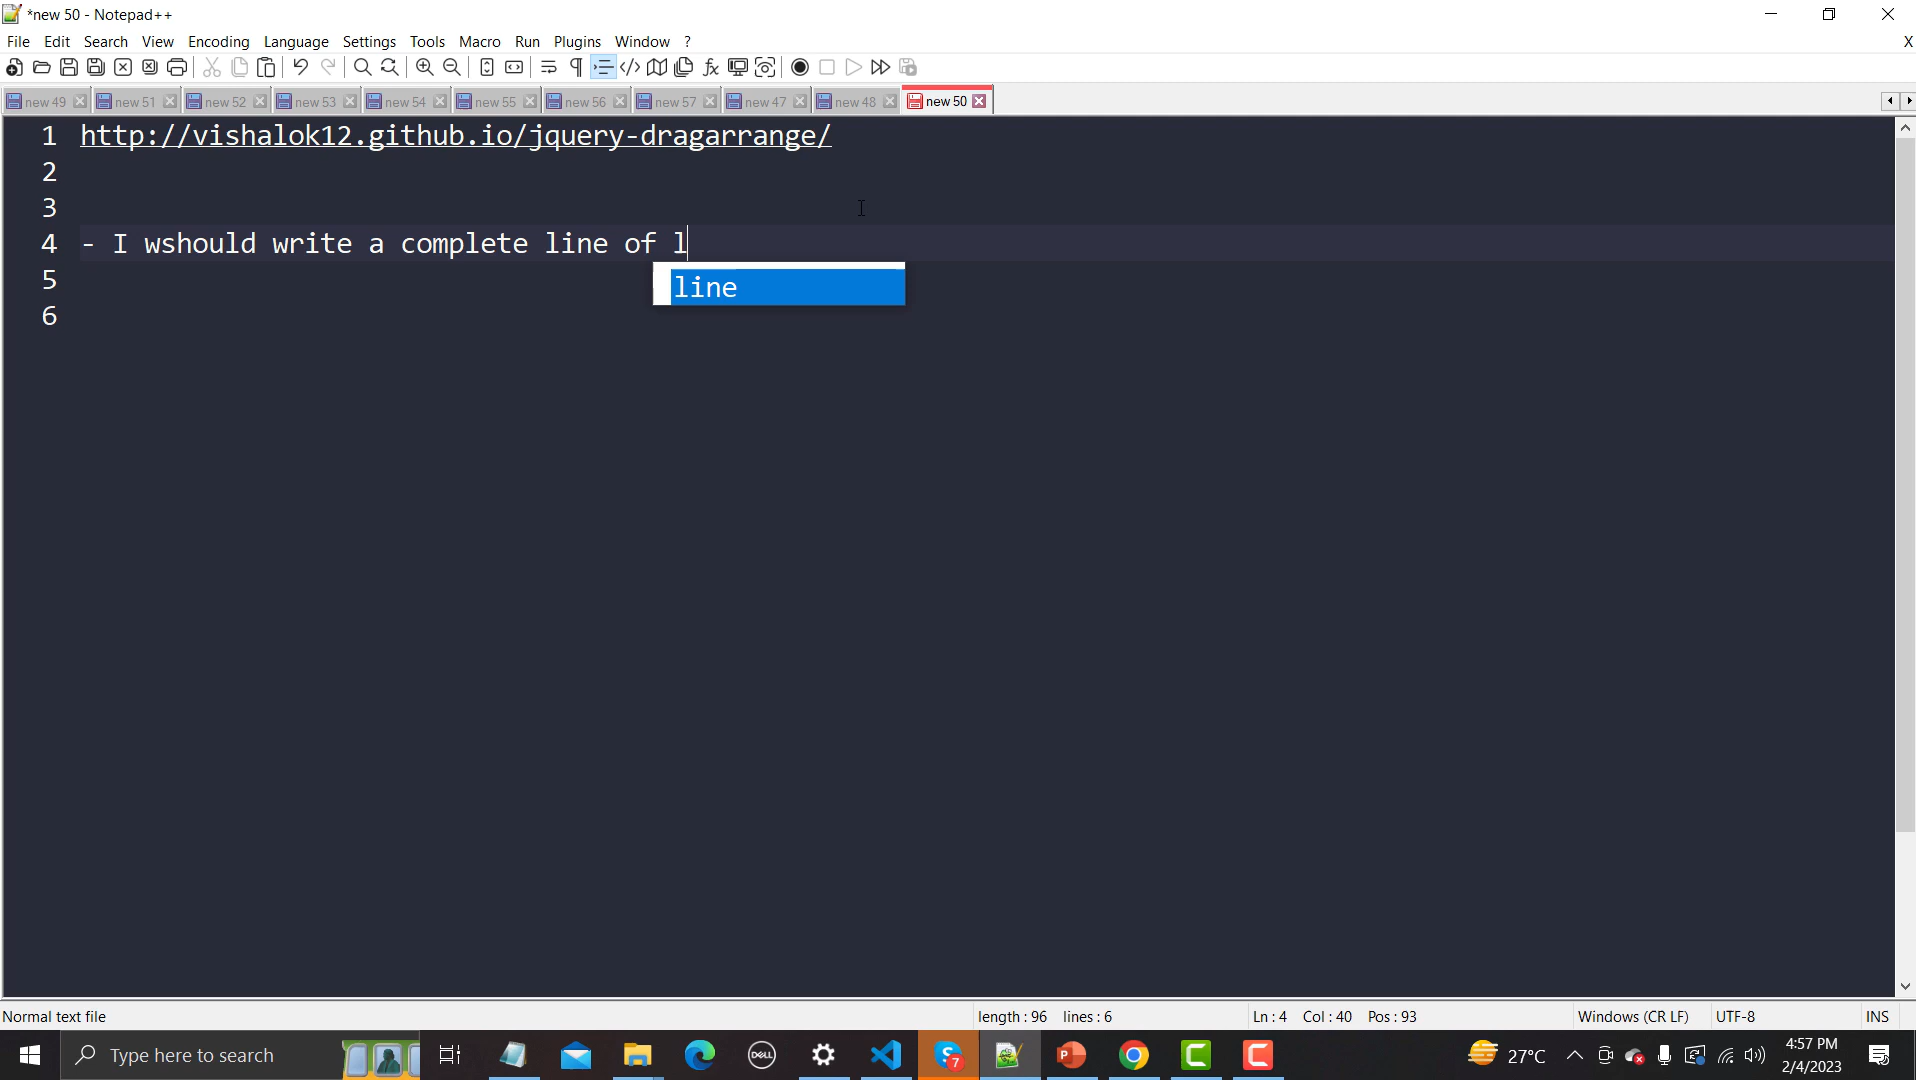 *new 50 - Notepad++
File Edit Search View Encoding Language Settings Tools Macro Run Plugins Window ? X
new 49 new 51 new 52 new 53 new 54 new 55 new 56 new 57 new 47 new 48 new 50
1 http://vishalok12.github.io/jquery-dragarrange/
2
3
4 - I wshould write a complete line of l
line
5
6
Normal text file length : 96 lines : 6 Ln : 4 Col : 40 Pos : 93 Windows (CR LF) UTF-8 INS
Type here to search DELL 7 27°C 4:57 PM
2/4/2023